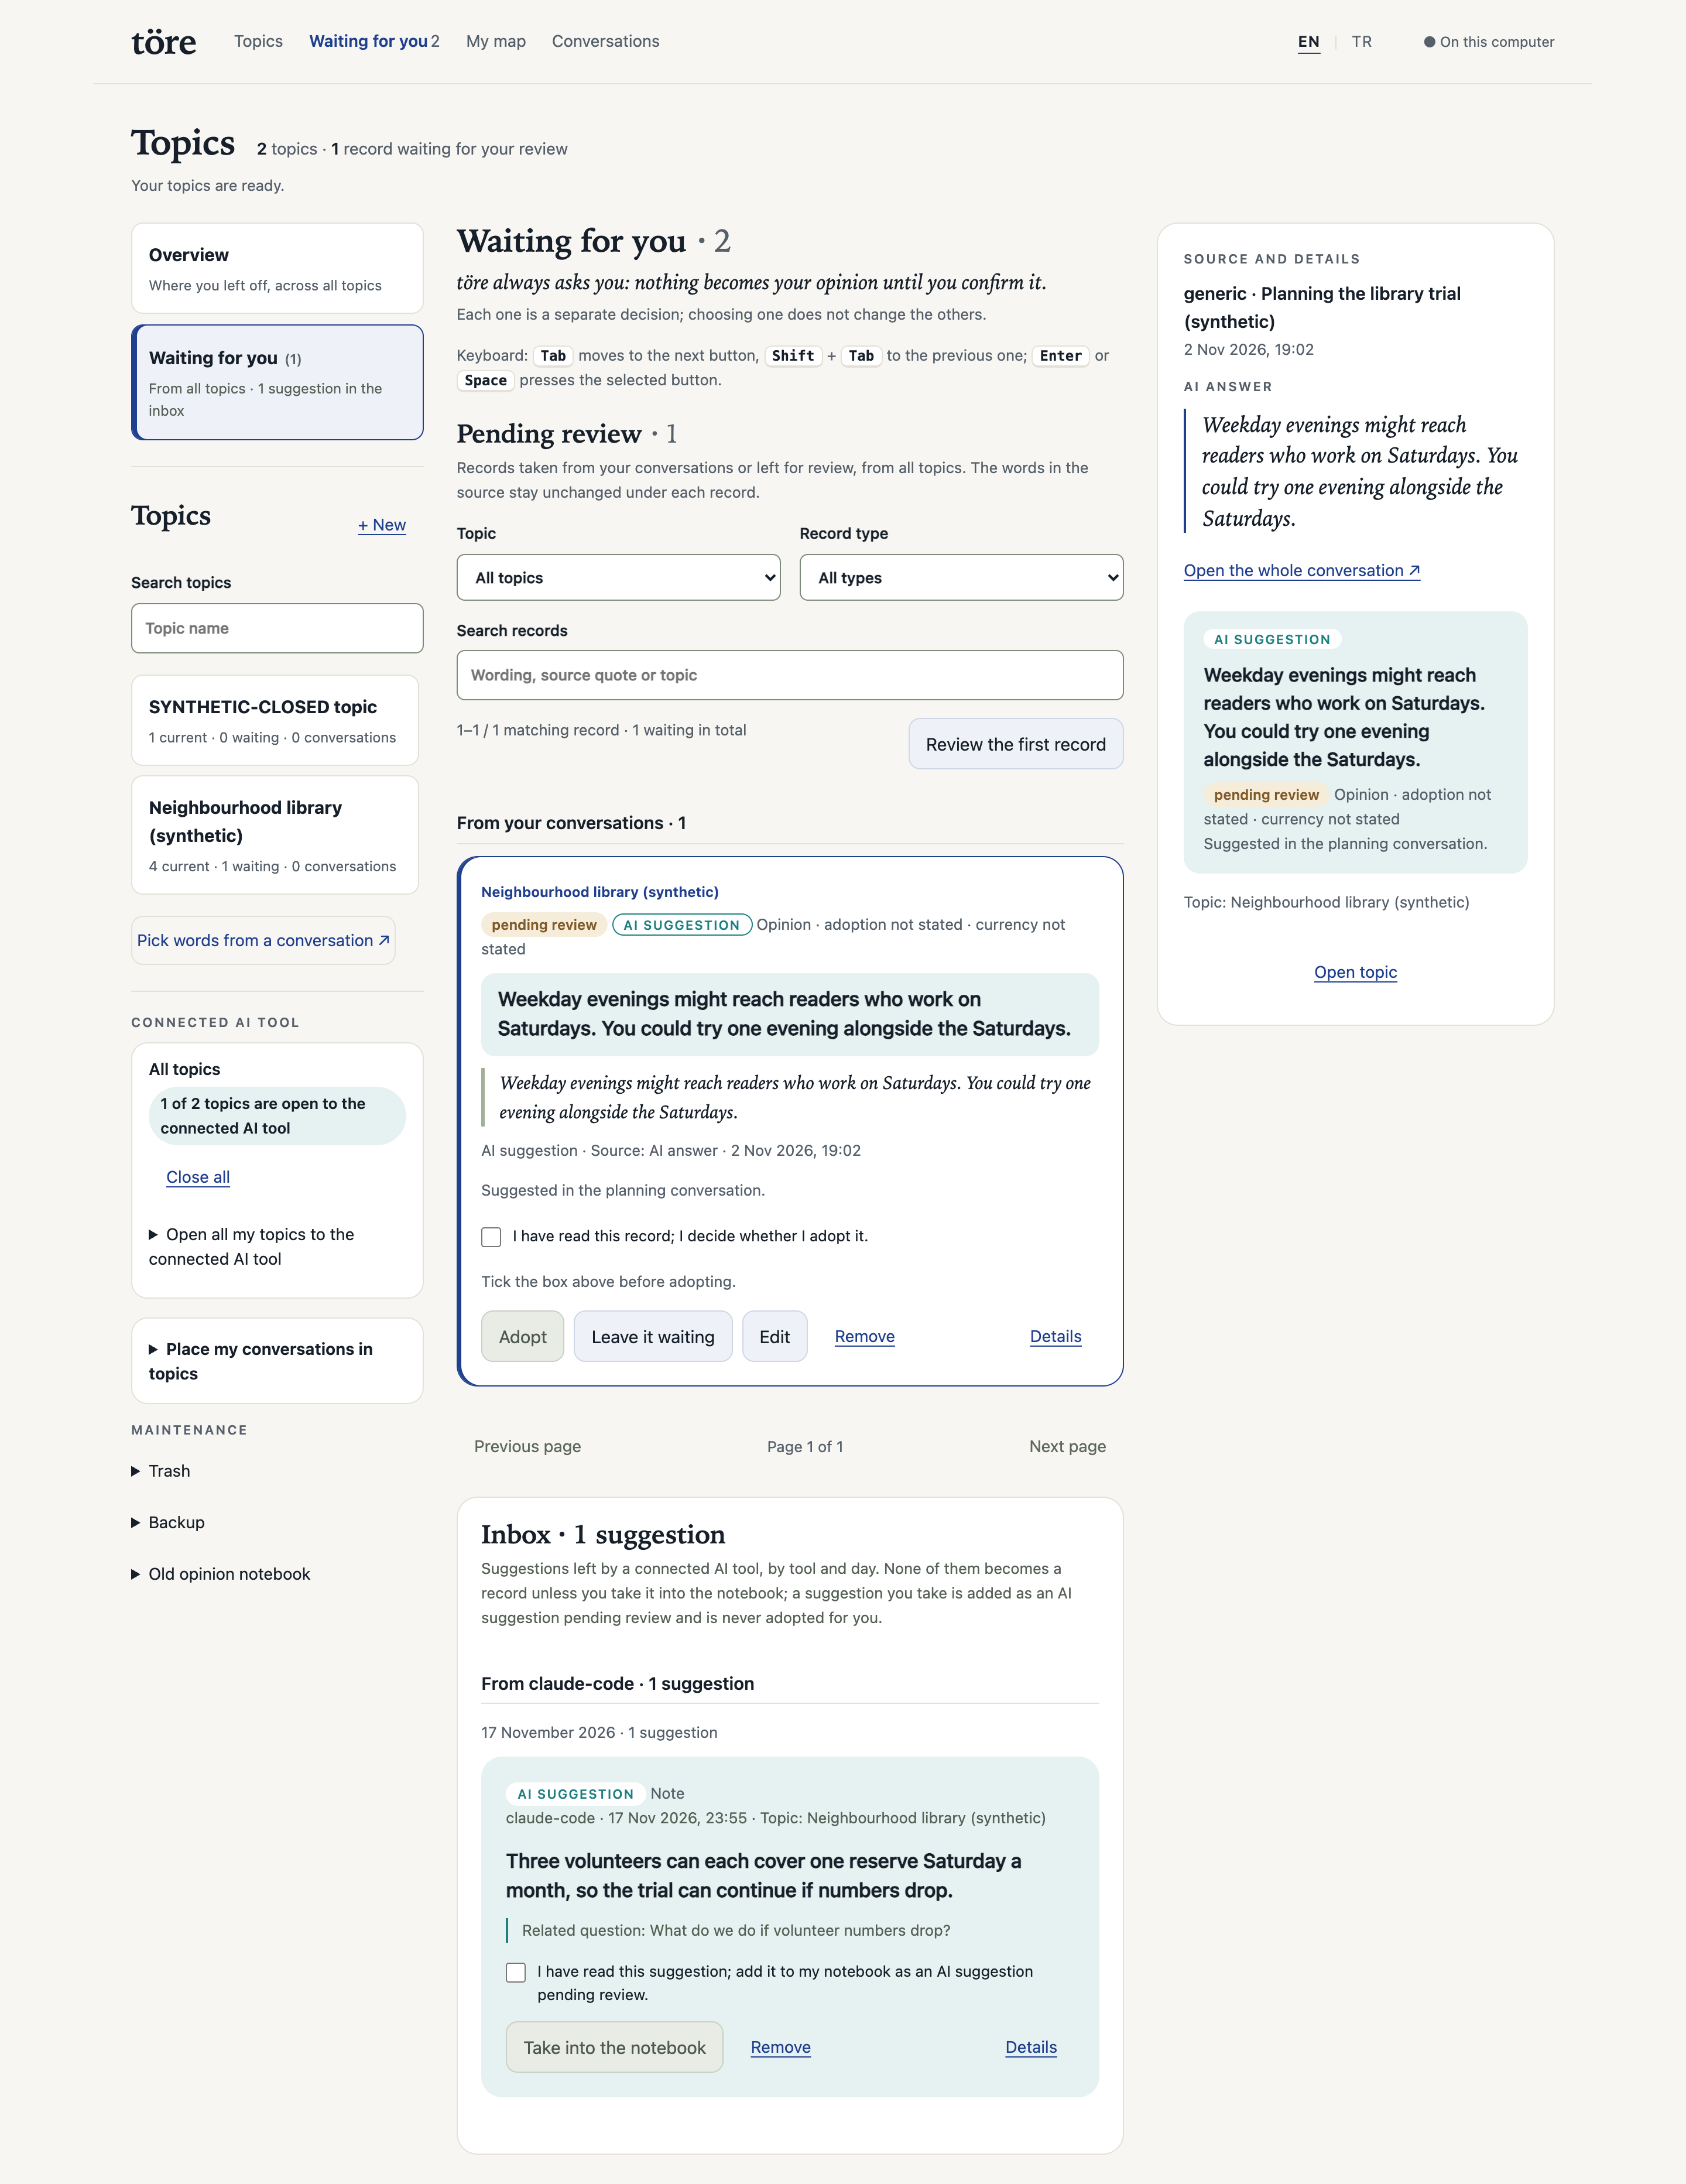 töre
Topics
Waiting for you 2
My map
Conversations
EN | TR
On this computer
Topics
2 topics · 1 record waiting for your review
Your topics are ready.
Overview
Where you left off, across all topics
Waiting for you (1)
From all topics · 1 suggestion in the
inbox
Topics
+ New
Search topics
Topic name
SYNTHETIC-CLOSED topic
1 current · 0 waiting · 0 conversations
Neighbourhood library
(synthetic)
4 current · 1 waiting · 0 conversations
Pick words from a conversation ↗
CONNECTED AI TOOL
All topics
1 of 2 topics are open to the
connected AI tool
Close all
▶ Open all my topics to the
connected AI tool
▶ Place my conversations in
topics
MAINTENANCE
▶ Trash
▶ Backup
▶ Old opinion notebook
Waiting for you · 2
töre always asks you: nothing becomes your opinion until you confirm it.
Each one is a separate decision; choosing one does not change the others.
Keyboard: Tab moves to the next button, Shift + Tab to the previous one; Enter or
Space presses the selected button.
Pending review · 1
Records taken from your conversations or left for review, from all topics. The words in the
source stay unchanged under each record.
Topic
All topics
Record type
All types
Search records
Wording, source quote or topic
1–1 / 1 matching record · 1 waiting in total
Review the first record
From your conversations · 1
Neighbourhood library (synthetic)
pending review AI SUGGESTION Opinion · adoption not stated · currency not
stated
Weekday evenings might reach readers who work on
Saturdays. You could try one evening alongside the Saturdays.
Weekday evenings might reach readers who work on Saturdays. You could try one
evening alongside the Saturdays.
AI suggestion · Source: AI answer · 2 Nov 2026, 19:02
Suggested in the planning conversation.
I have read this record; I decide whether I adopt it.
Tick the box above before adopting.
Adopt
Leave it waiting
Edit
Remove
Details
Previous page
Page 1 of 1
Next page
Inbox · 1 suggestion
Suggestions left by a connected AI tool, by tool and day. None of them becomes a
record unless you take it into the notebook; a suggestion you take is added as an AI
suggestion pending review and is never adopted for you.
From claude-code · 1 suggestion
17 November 2026 · 1 suggestion
AI SUGGESTION Note
claude-code · 17 Nov 2026, 23:55 · Topic: Neighbourhood library (synthetic)
Three volunteers can each cover one reserve Saturday a
month, so the trial can continue if numbers drop.
Related question: What do we do if volunteer numbers drop?
I have read this suggestion; add it to my notebook as an AI suggestion
pending review.
Take into the notebook
Remove
Details
SOURCE AND DETAILS
generic · Planning the library trial
(synthetic)
2 Nov 2026, 19:02
AI ANSWER
Weekday evenings might reach
readers who work on Saturdays. You
could try one evening alongside the
Saturdays.
Open the whole conversation ↗
AI SUGGESTION
Weekday evenings might reach
readers who work on Saturdays.
You could try one evening
alongside the Saturdays.
pending review Opinion · adoption not
stated · currency not stated
Suggested in the planning conversation.
Topic: Neighbourhood library (synthetic)
Open topic